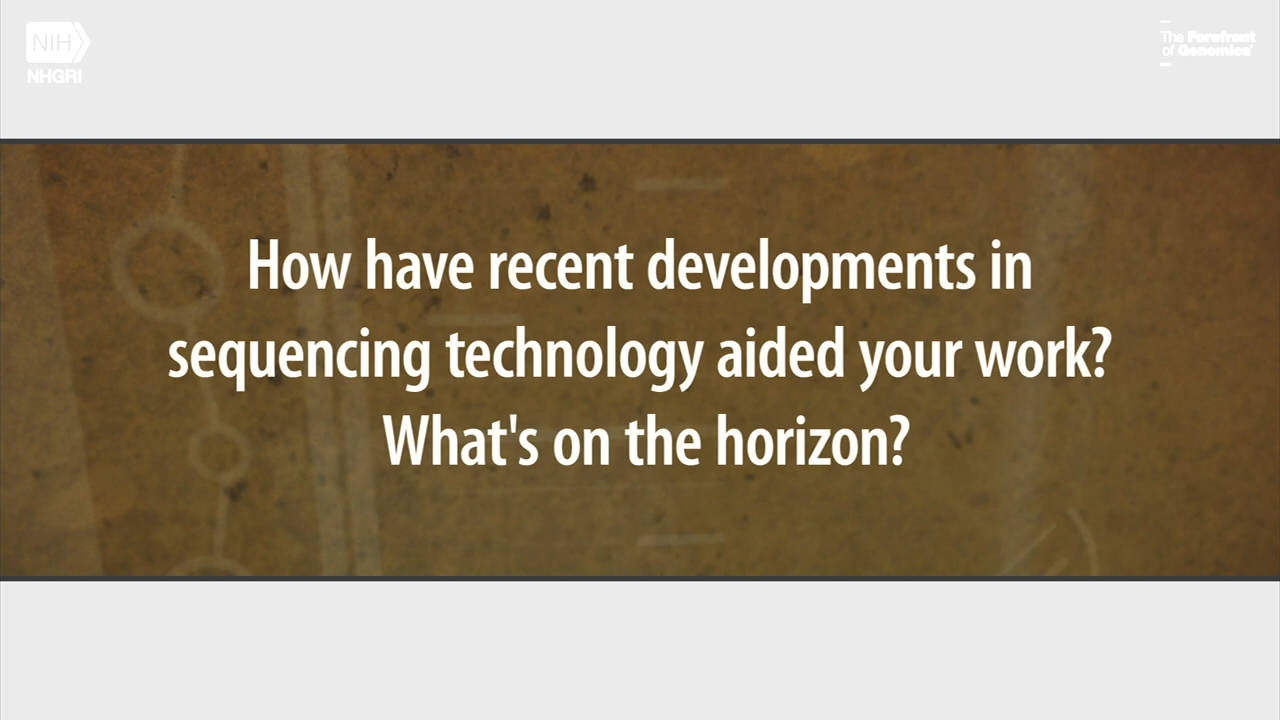 NIH
NHGRI
The Forefront
of Genomics®
How have recent developments in
sequencing technology aided your work?
What's on the horizon?